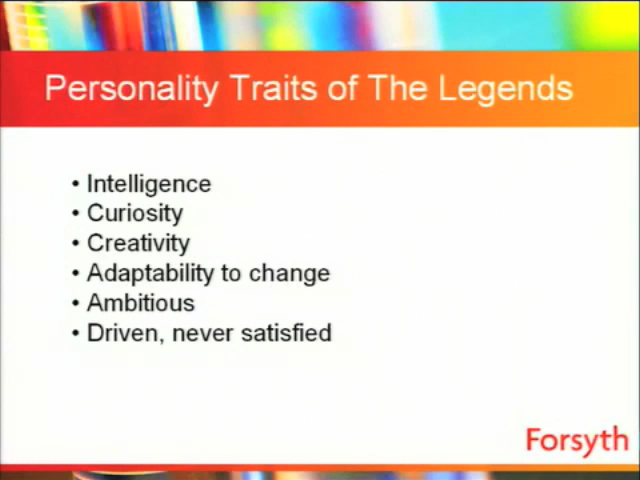 Personality Traits of The Legends
• Intelligence
• Curiosity
• Creativity
• Adaptability to change
• Ambitious
• Driven, never satisfied
Forsyth